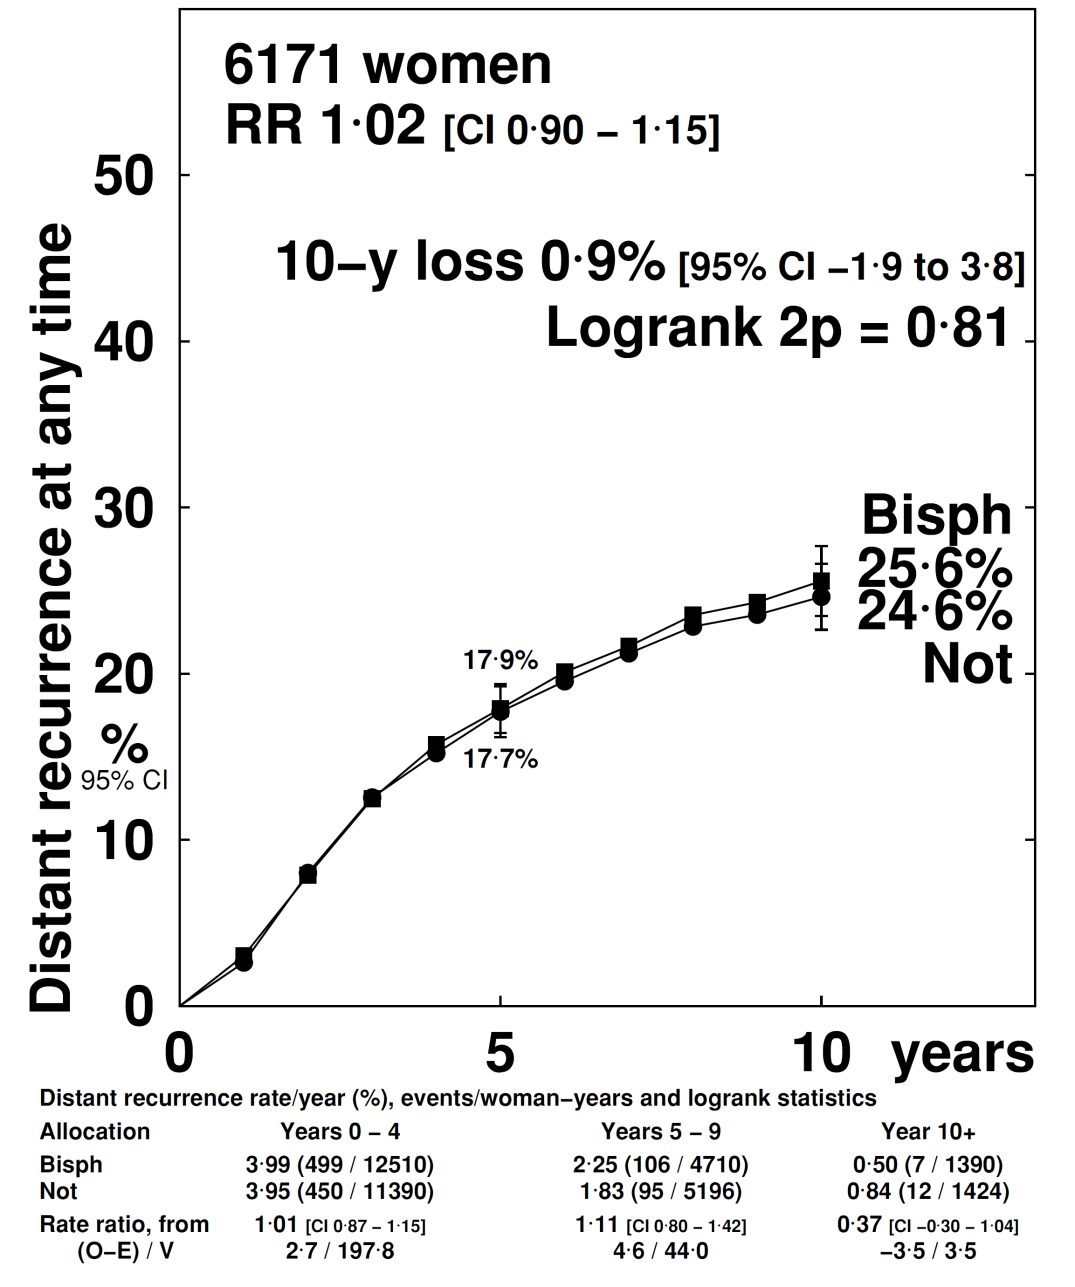 6171 women
RR 1·02 [CI 0·90 – 1·15]
50
10–y loss 0·9% [95% CI –1·9 to 3·8]
Logrank 2p = 0·81
40
Distant recurrence at any time
30
Bisph
25·6%
24·6%
Not
17·9%
20
17·7%
%
95% CI
10
0
0 5 10 years
Distant recurrence rate/year (%), events/woman–years and logrank statistics
Allocation Years 0 – 4 Years 5 – 9 Year 10+
Bisph 3·99 (499 / 12510) 2·25 (106 / 4710) 0·50 (7 / 1390)
Not 3·95 (450 / 11390) 1·83 (95 / 5196) 0·84 (12 / 1424)
Rate ratio, from 1·01 [CI 0·87 – 1·15] 1·11 [CI 0·80 – 1·42] 0·37 [CI –0·30 – 1·04]
(O–E) / V 2·7 / 197·8 4·6 / 44·0 –3·5 / 3·5